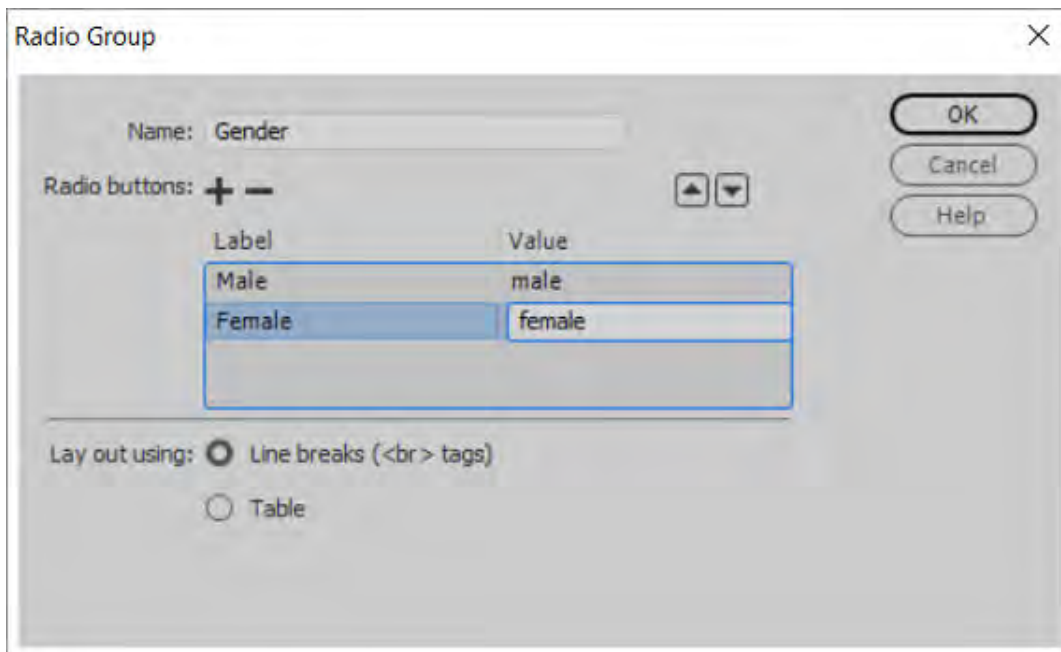 Radio Group
Name: Gender
OK
Cancel
Help
Radio buttons:
Label Value
Male male
Female female
Lay out using: Line breaks (<br> tags)
Table